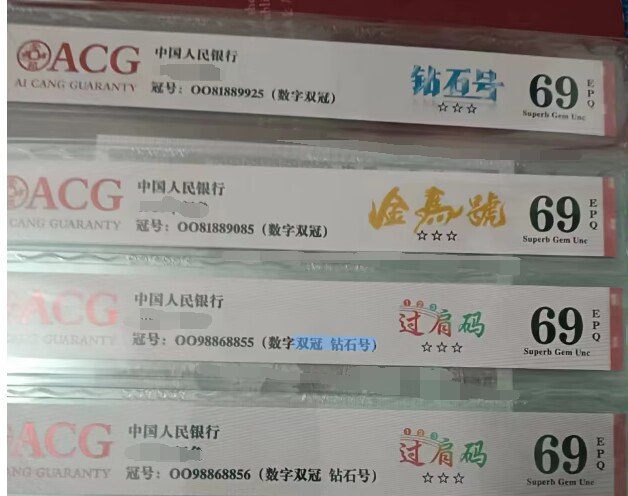 ACG
AI CANG GUARANTY
中国人民银行
冠号：OO81889925（数字双冠）
钻石号
☆☆☆
69
EPQ
Superb Gem Unc
ACG
CANG GUARANTY
中国人民银行
冠号：OO81889085（数字双冠）
金馬號
☆☆☆
69
EPQ
Superb Gem Unc
ACG
GUARANTY
中国人民银行
冠号：OO98868855（数字双冠 钻石号）
123
过肩码
☆☆☆
69
EPQ
Superb Gem Unc
ACG
CANG GUARANTY
中国人民银行
冠号：OO98868856（数字双冠 钻石号）
123
过肩码
☆☆☆
69
EPQ
Superb Gem Unc